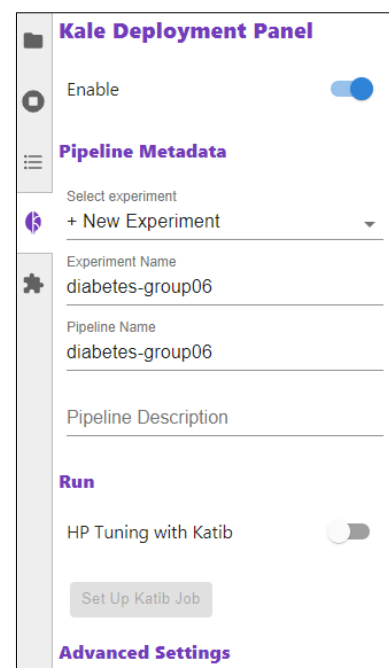 Kale Deployment Panel
Enable
Pipeline Metadata
Select experiment
+ New Experiment
Experiment Name
diabetes-group06
Pipeline Name
diabetes-group06
Pipeline Description
Run
HP Tuning with Katib
Set Up Katib Job
Advanced Settings